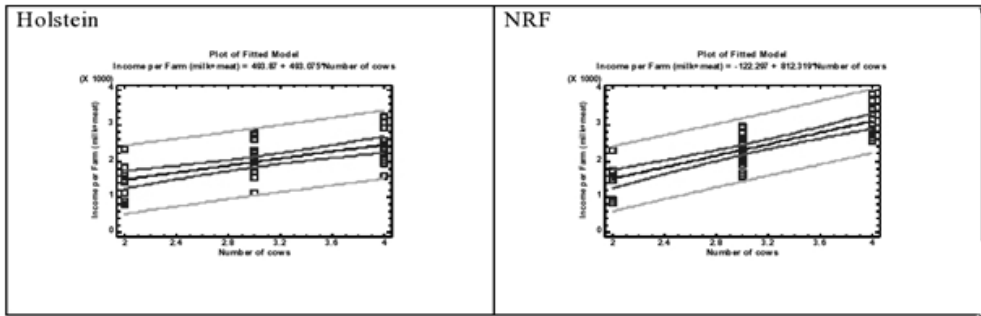 Holstein
Plot of Fitted Model
Income per Farm (milk+meat) = 493.87 + 493.075*Number of cows
(X 1000)
4
3
2
1
0
Income per Farm (milk+meat)
2 2.4 2.8 3.2 3.6 4
Number of cows
NRF
Plot of Fitted Model
Income per Farm (milk+meat) = -122.297 + 812.319*Number of cows
(X 1000)
4
3
2
1
0
Income per Farm (milk+meat)
2 2.4 2.8 3.2 3.6 4
Number of cows